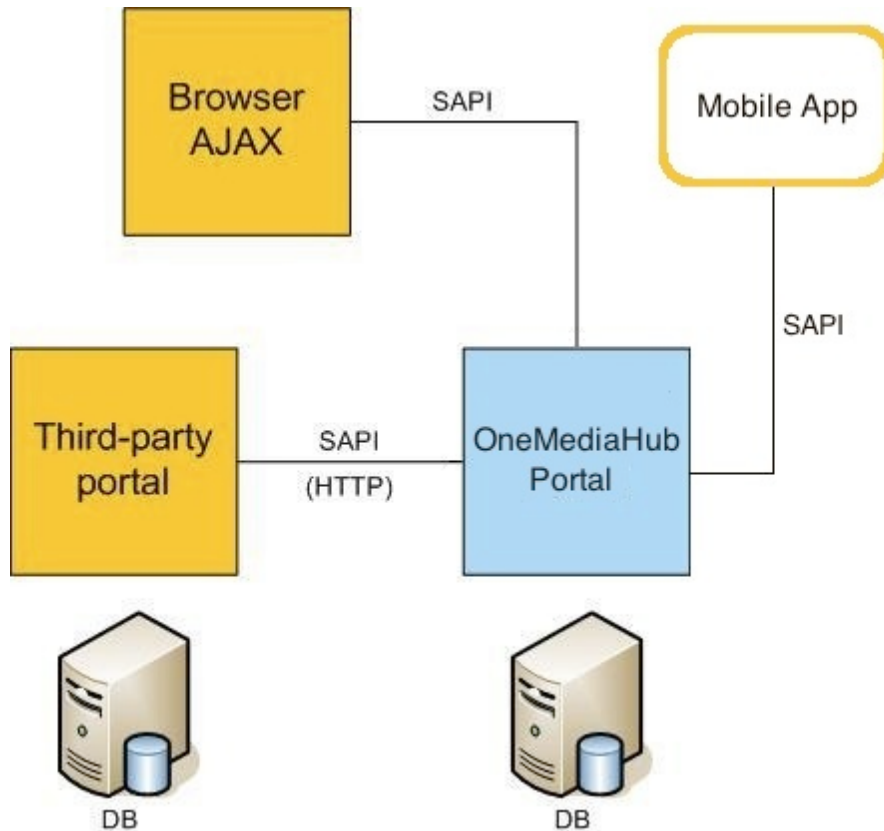 Browser
AJAX
SAPI
Mobile App
SAPI
Third-party
portal
SAPI
(HTTP)
OneMediaHub
Portal
DB
DB